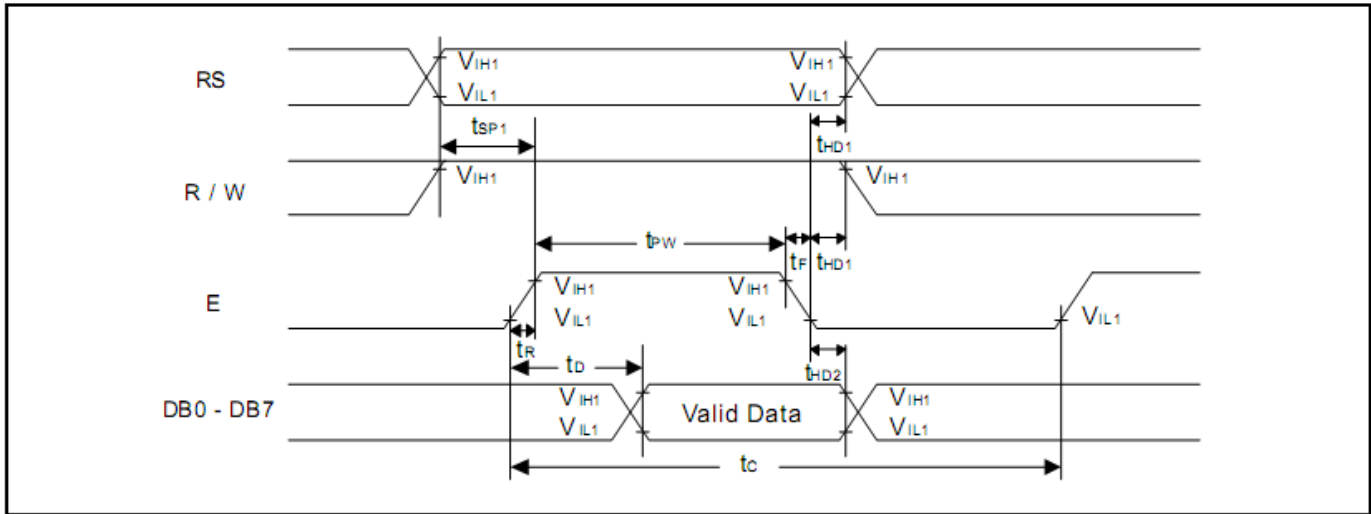 RS
VIH1 VIH1
VIL1 VIL1
tSP1 tHD1
R / W
VIH1 VIH1
tPW tF tHD1
E
VIH1 VIH1
VIL1 VIL1 VIL1
tR tD tHD2
DB0 - DB7
VIH1 Valid Data VIH1
VIL1 VIL1
tC